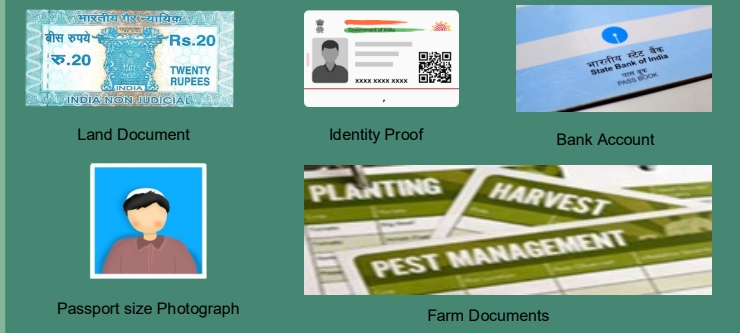 भारतीय गैर न्यायिक
बीस रुपये
Rs.20
रु.20
TWENTY
RUPEES
INDIA
INDIA NON JUDICIAL
Government of India
XXXX XXXX XXXX
भारतीय स्टेट बैंक
State Bank of India
पास बुक
PASS BOOK
Land Document
Identity Proof
Bank Account
PLANTING
HARVEST
PEST MANAGEMENT
Passport size Photograph
Farm Documents